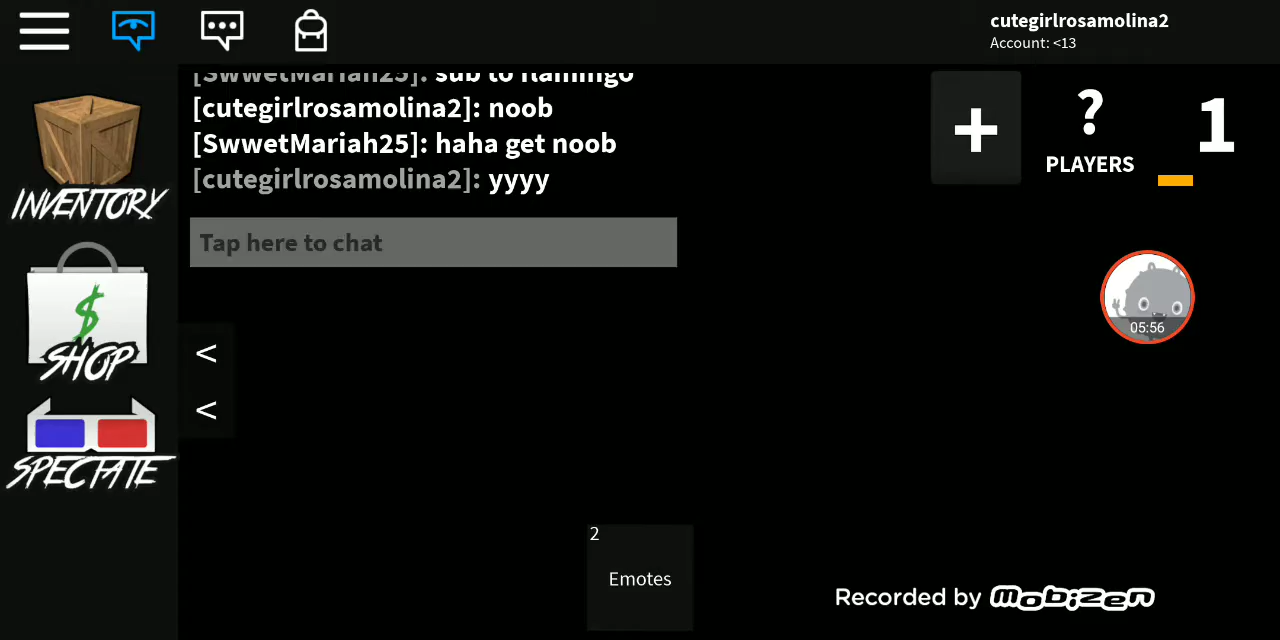 cutegirlrosamolina2
Account: <13
[SwwetMariah25]: sub to flamingo
[cutegirlrosamolina2]: noob
[SwwetMariah25]: haha get noob
[cutegirlrosamolina2]: yyyy
Tap here to chat
+
?
PLAYERS
1
INVENTORY
$
SHOP
<
<
SPECTATE
05:56
2
Emotes
Recorded by mobizen